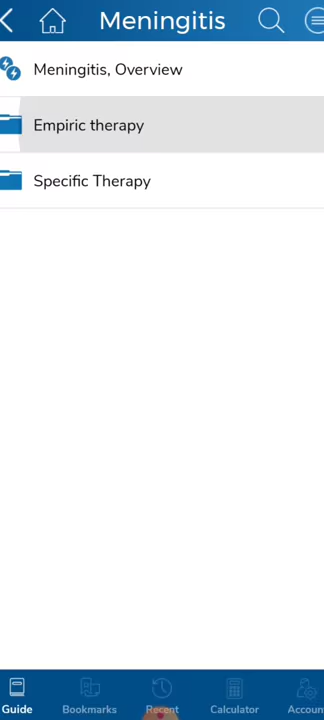 Meningitis
Meningitis, Overview
Empiric therapy
Specific Therapy
Guide
Bookmarks
Recent
Calculator
Accoun